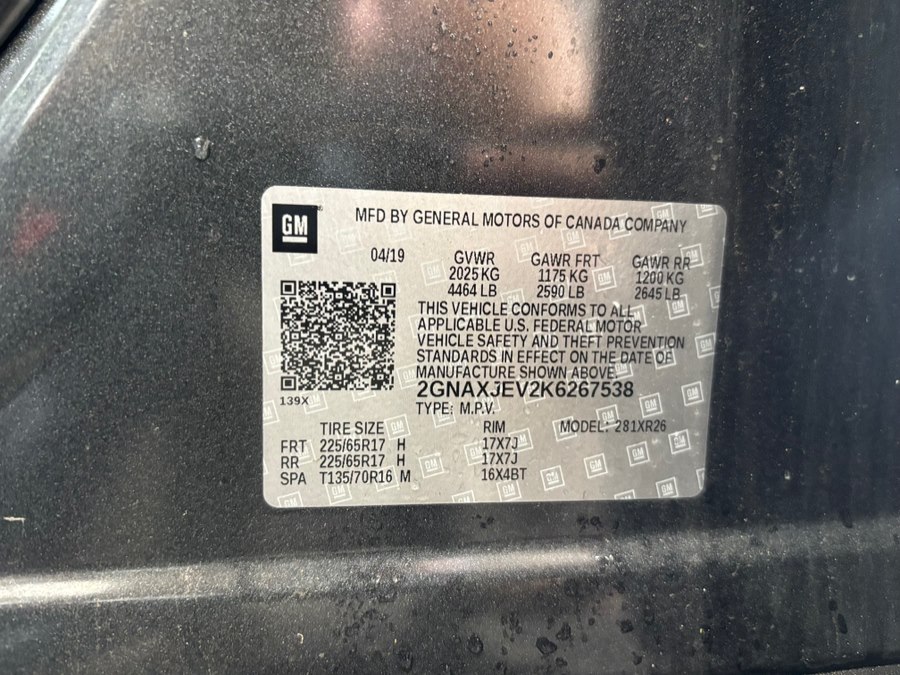 GM
MFD BY GENERAL MOTORS OF CANADA COMPANY
04/19 GVWR GAWR FRT GAWR RR
2025 KG 1175 KG 1200 KG
4464 LB 2590 LB 2645 LB
THIS VEHICLE CONFORMS TO ALL
APPLICABLE U.S. FEDERAL MOTOR
VEHICLE SAFETY AND THEFT PREVENTION
STANDARDS IN EFFECT ON THE DATE OF
MANUFACTURE SHOWN ABOVE
2GNAXJEV2K6267538
139X
TYPE: M.P.V.
TIRE SIZE RIM MODEL: 281XR26
FRT 225/65R17 H 17X7J
RR 225/65R17 H 17X7J
SPA T135/70R16 M 16X4BT